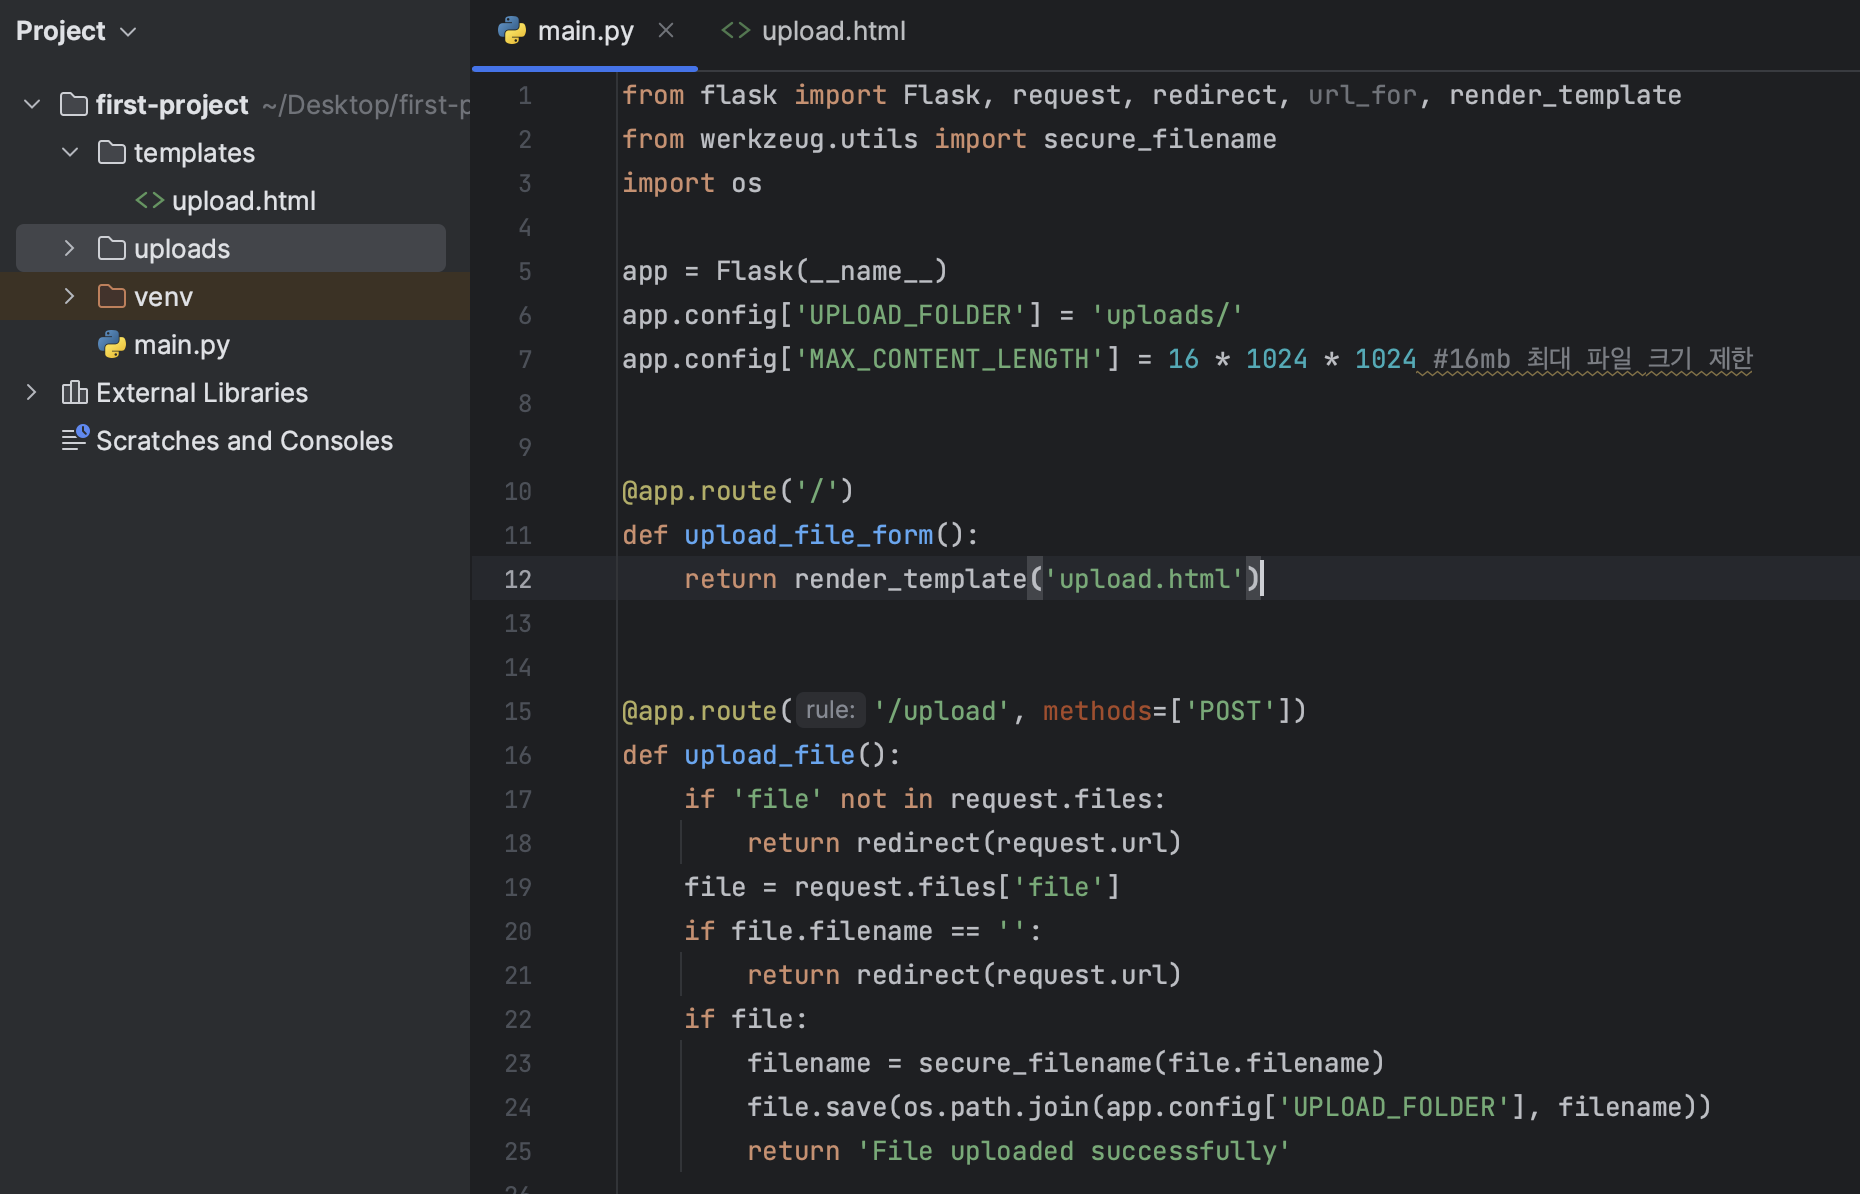 Project
first-project ~/Desktop/first-p
templates
upload.html
uploads
venv
main.py
External Libraries
Scratches and Consoles
main.py
upload.html
1 from flask import Flask, request, redirect, url_for, render_template
2 from werkzeug.utils import secure_filename
3 import os
4
5 app = Flask(__name__)
6 app.config['UPLOAD_FOLDER'] = 'uploads/'
7 app.config['MAX_CONTENT_LENGTH'] = 16 * 1024 * 1024 #16mb 최대 파일 크기 제한
8
9
10 @app.route('/')
11 def upload_file_form():
12     return render_template('upload.html')
13
14
15 @app.route( rule: '/upload', methods=['POST'])
16 def upload_file():
17     if 'file' not in request.files:
18         return redirect(request.url)
19     file = request.files['file']
20     if file.filename == '':
21         return redirect(request.url)
22     if file:
23         filename = secure_filename(file.filename)
24         file.save(os.path.join(app.config['UPLOAD_FOLDER'], filename))
25         return 'File uploaded successfully'